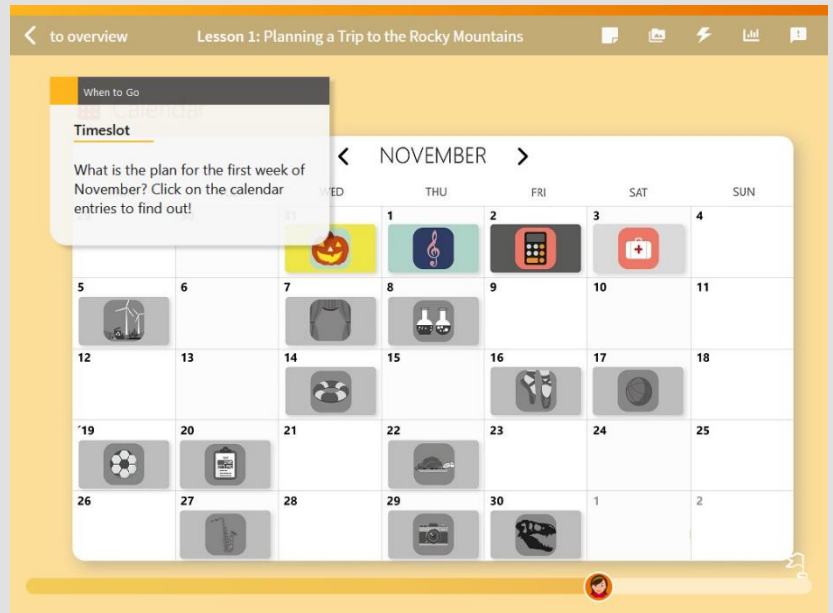 to overview
Lesson 1: Planning a Trip to the Rocky Mountains
When to Go
Calendar
Timeslot
What is the plan for the first week of
November? Click on the calendar
entries to find out!
NOVEMBER
WED THU FRI SAT SUN
31 1 2 3 4
5 6 7 8 9 10 11
12 13 14 15 16 17 18
´19 20 21 22 23 24 25
26 27 28 29 30 1 2